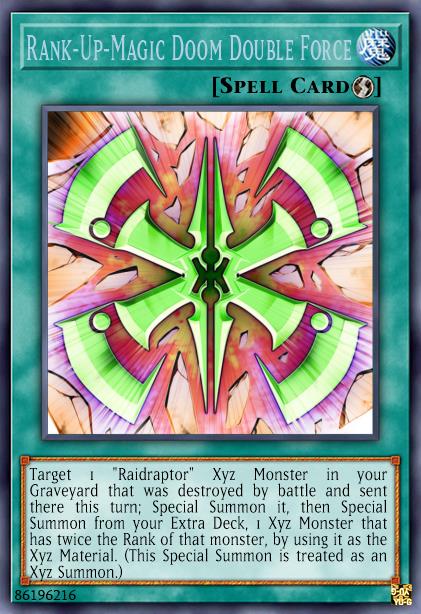 Rank-Up-Magic Doom Double Force 魔
[Spell Card]
Target 1 "Raidraptor" Xyz Monster in your
Graveyard that was destroyed by battle and sent
there this turn; Special Summon it, then Special
Summon from your Extra Deck, 1 Xyz Monster that
has twice the Rank of that monster, by using it as the
Xyz Material. (This Special Summon is treated as an
Xyz Summon.)
86196216